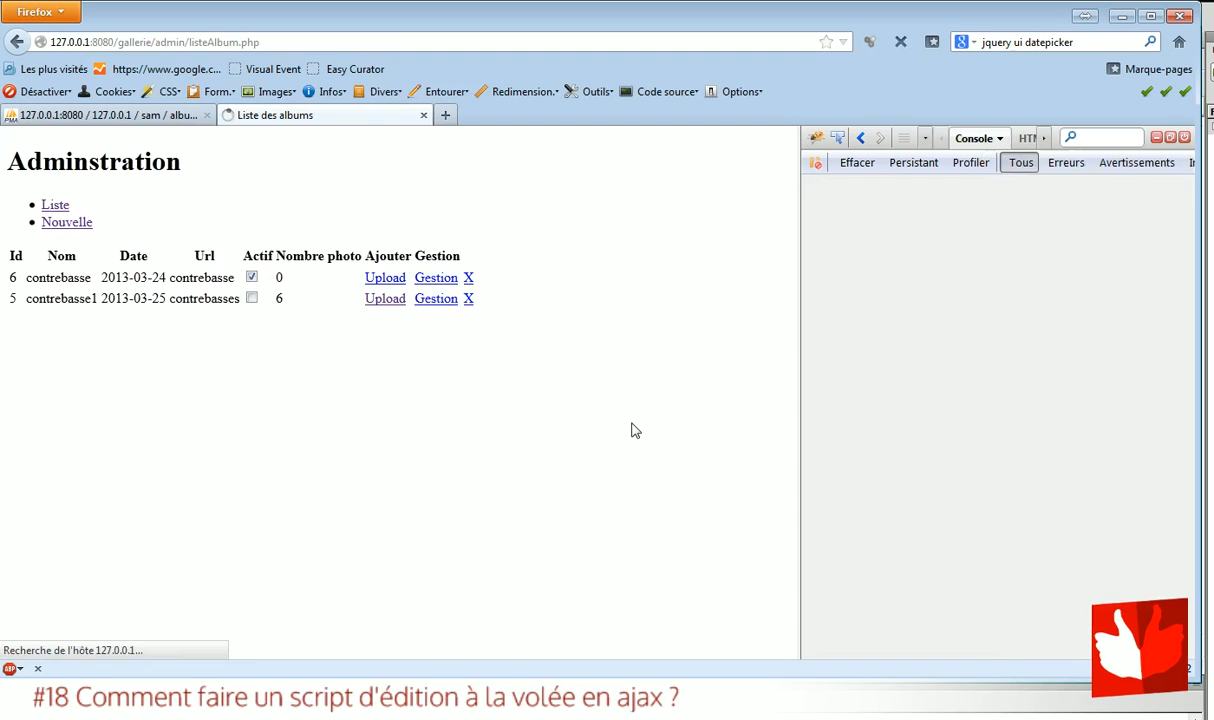 Firefox
127.0.0.1:8080/gallerie/admin/listeAlbum.php
jquery ui datepicker
Les plus visités https://www.google.c... Visual Event Easy Curator Marque-pages
Désactiver Cookies CSS Form. Images Infos Divers Entourer Redimension. Outils Code source Options
127.0.0.1:8080 / 127.0.0.1 / sam / albu... Liste des albums
Console HTM
Effacer Persistant Profiler Tous Erreurs Avertissements
Adminstration
Liste
Nouvelle
Id Nom Date Url Actif Nombre photo Ajouter Gestion
6 contrebasse 2013-03-24 contrebasse 0 Upload Gestion X
5 contrebasse1 2013-03-25 contrebasses 6 Upload Gestion X
Recherche de l'hôte 127.0.0.1...
ABP
#18 Comment faire un script d'édition à la volée en ajax ?